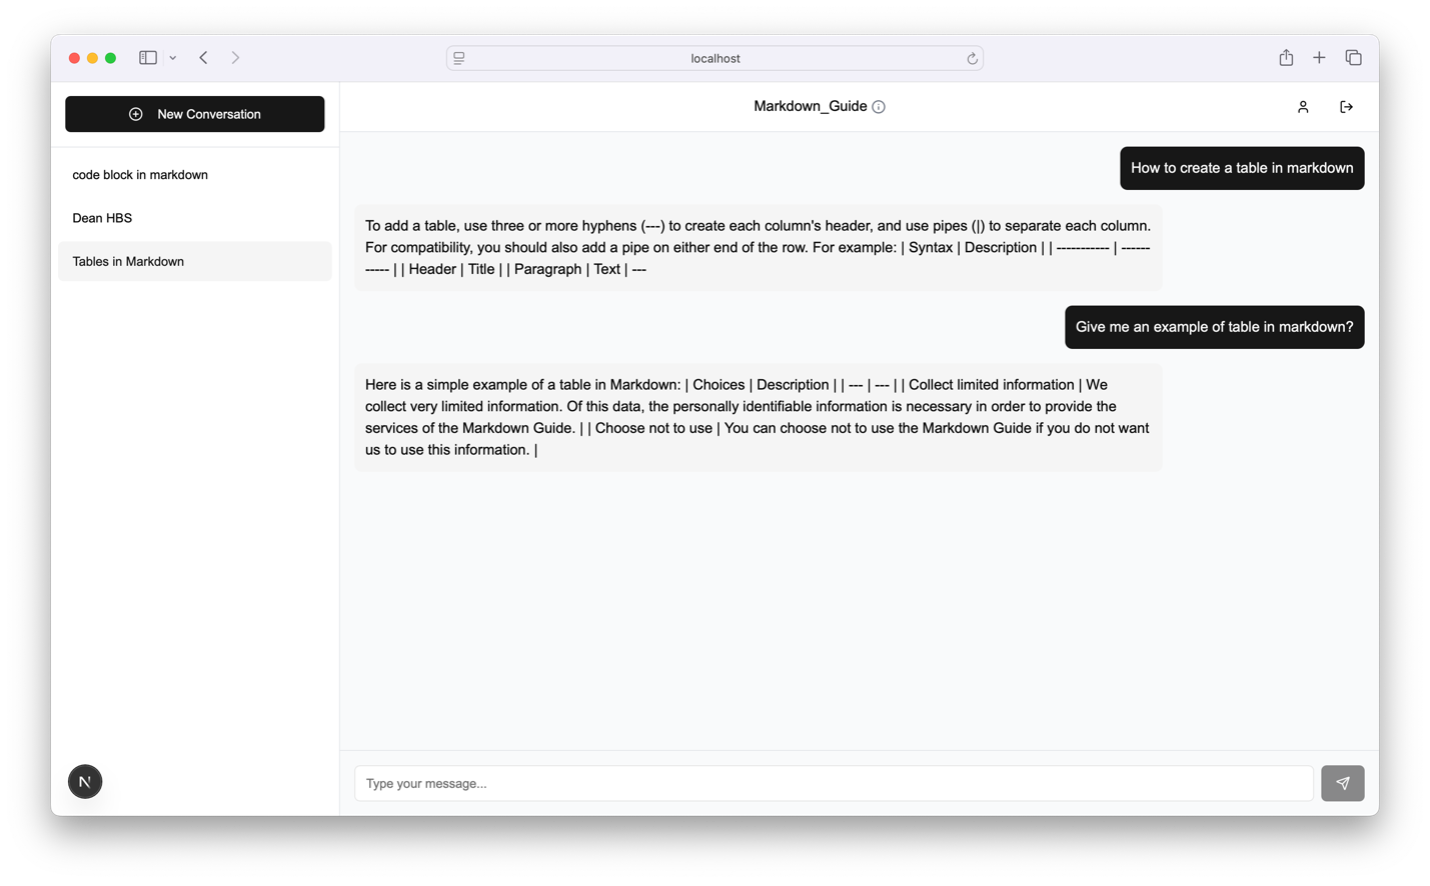 localhost
New Conversation
Markdown_Guide
code block in markdown
Dean HBS
Tables in Markdown
How to create a table in markdown
To add a table, use three or more hyphens (---) to create each column's header, and use pipes (|) to separate each column.
For compatibility, you should also add a pipe on either end of the row. For example: | Syntax | Description | | ----------- | ------
----- | | Header | Title | | Paragraph | Text | ---
Give me an example of table in markdown?
Here is a simple example of a table in Markdown: | Choices | Description | | --- | --- | | Collect limited information | We
collect very limited information. Of this data, the personally identifiable information is necessary in order to provide the
services of the Markdown Guide. | | Choose not to use | You can choose not to use the Markdown Guide if you do not want
us to use this information. |
N
Type your message...